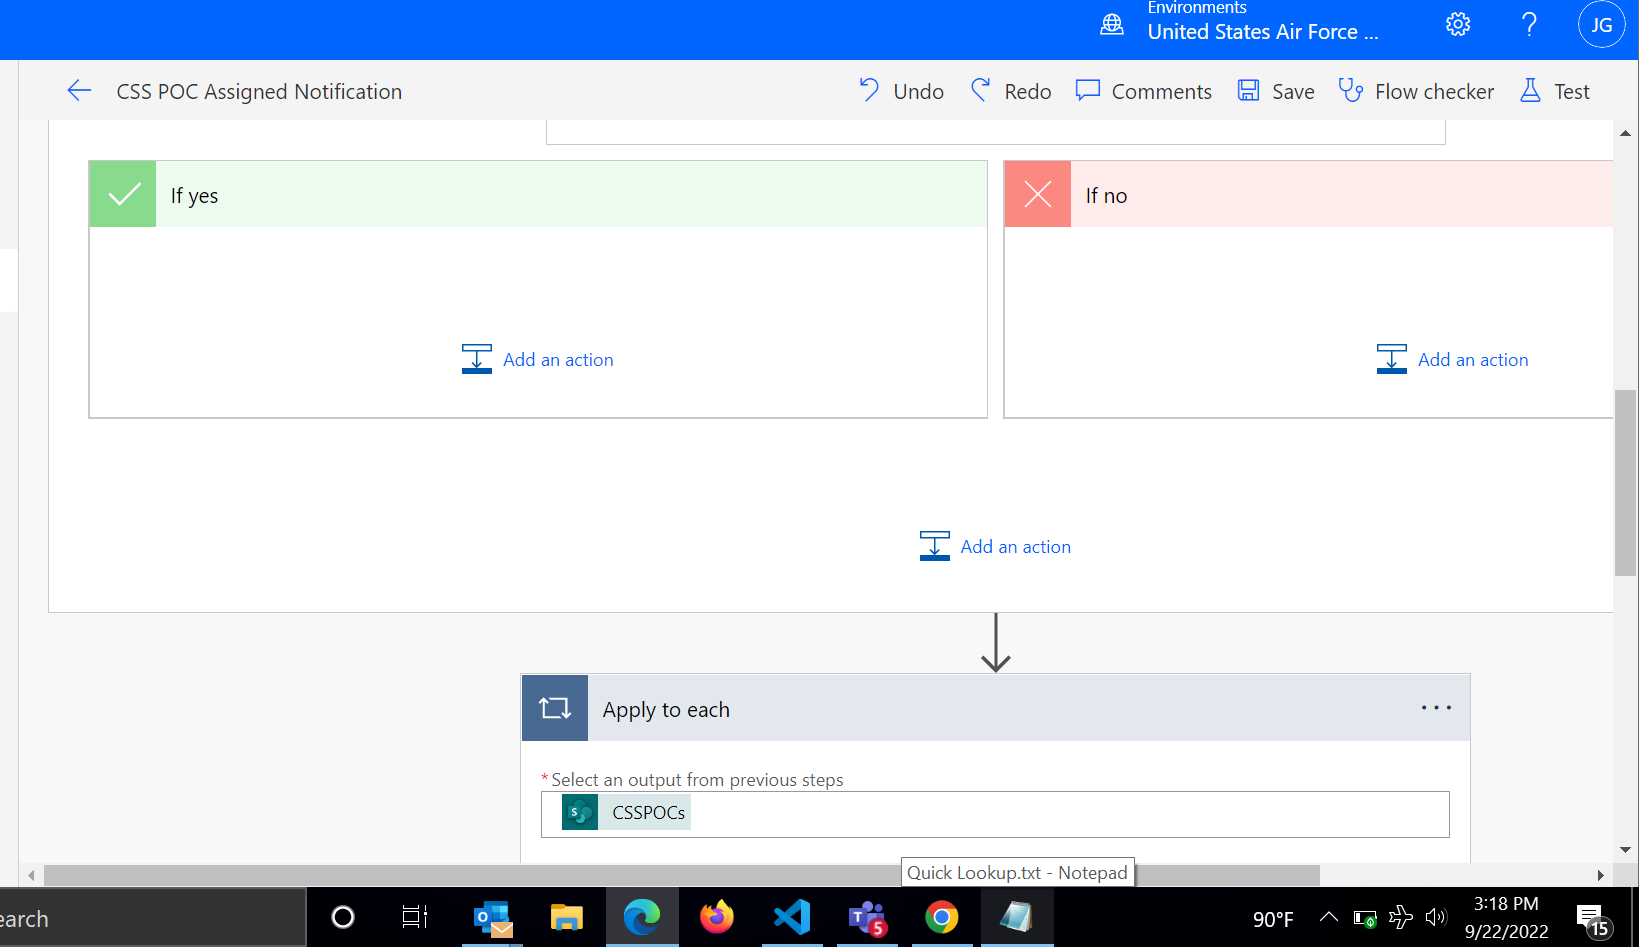 Environments
United States Air Force ...
JG
CSS POC Assigned Notification
Undo
Redo
Comments
Save
Flow checker
Test
If yes
If no
Add an action
Add an action
Add an action
Apply to each
*Select an output from previous steps
CSSPOCs
Quick Lookup.txt - Notepad
earch
5
90°F
3:18 PM
9/22/2022
15